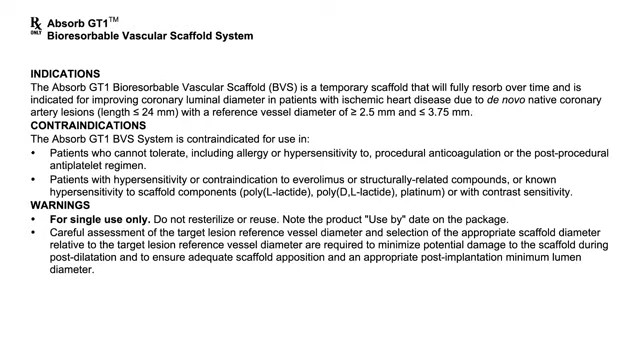 Rx ONLY Absorb GT1™
Bioresorbable Vascular Scaffold System
INDICATIONS
The Absorb GT1 Bioresorbable Vascular Scaffold (BVS) is a temporary scaffold that will fully resorb over time and is
indicated for improving coronary luminal diameter in patients with ischemic heart disease due to de novo native coronary
artery lesions (length ≤ 24 mm) with a reference vessel diameter of ≥ 2.5 mm and ≤ 3.75 mm.
CONTRAINDICATIONS
The Absorb GT1 BVS System is contraindicated for use in:
• Patients who cannot tolerate, including allergy or hypersensitivity to, procedural anticoagulation or the post-procedural
antiplatelet regimen.
• Patients with hypersensitivity or contraindication to everolimus or structurally-related compounds, or known
hypersensitivity to scaffold components (poly(L-lactide), poly(D,L-lactide), platinum) or with contrast sensitivity.
WARNINGS
• For single use only. Do not resterilize or reuse. Note the product "Use by" date on the package.
• Careful assessment of the target lesion reference vessel diameter and selection of the appropriate scaffold diameter
relative to the target lesion reference vessel diameter are required to minimize potential damage to the scaffold during
post-dilatation and to ensure adequate scaffold apposition and an appropriate post-implantation minimum lumen
diameter.